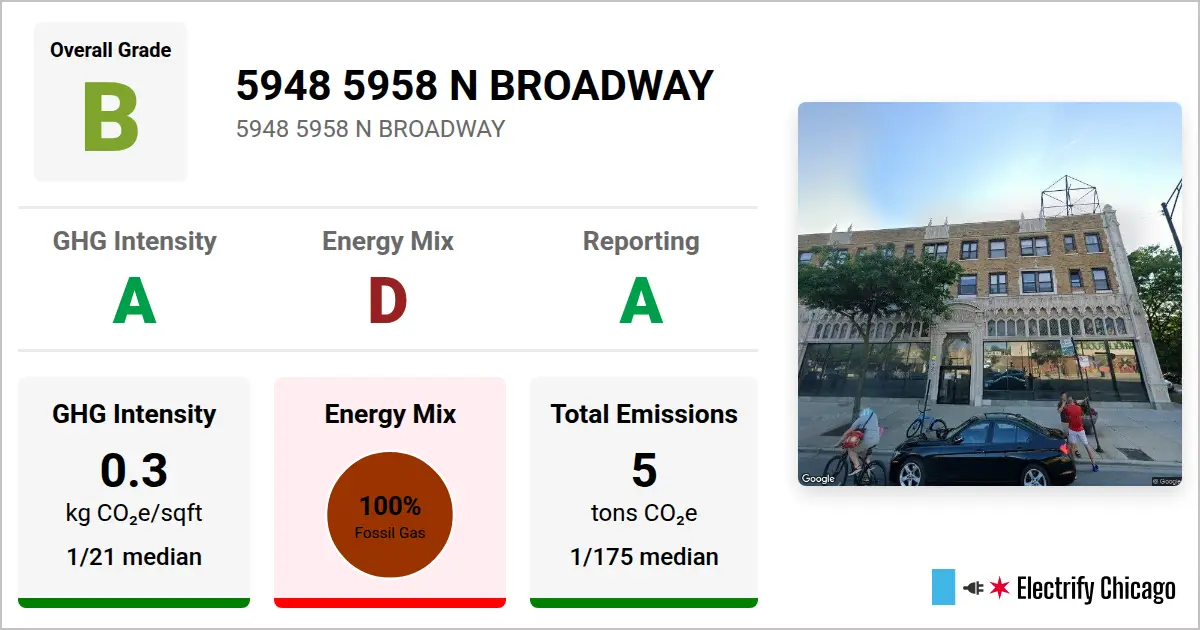 Overall Grade
B
5948 5958 N BROADWAY
5948 5958 N BROADWAY
GHG Intensity
A
Energy Mix
D
Reporting
A
GHG Intensity
0.3
kg CO₂e/sqft
1/21 median
Energy Mix
100%
Fossil Gas
Total Emissions
5
tons CO₂e
1/175 median
Google
© Google
Electrify Chicago